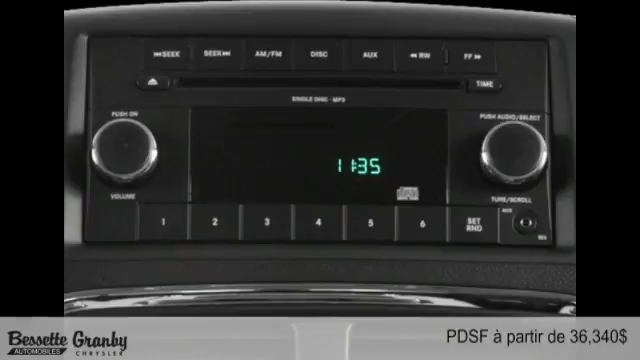 ⏮SEEK SEEK⏭ AM/FM DISC AUX ◀◀ RW FF ▶▶
TIME
SINGLE DISC - MP3
PUSH ON PUSH AUDIO/SELECT
11:35
VOLUME TUNE/SCROLL
1 2 3 4 5 6 SET RND AUX
Bessette Granby
AUTOMOBILES CHRYSLER
PDSF à partir de 36,340$